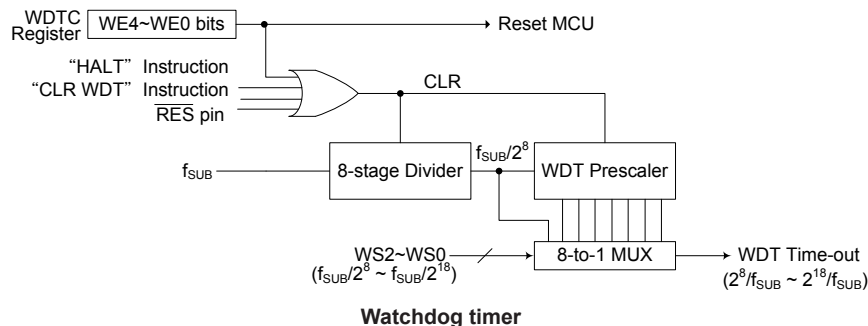 WDTC
Register
WE4~WE0 bits
Reset MCU
“HALT” Instruction
“CLR WDT” Instruction
RES pin
CLR
fSUB
8-stage Divider
fSUB/2^8
WDT Prescaler
WS2~WS0
(fSUB/2^8 ~ fSUB/2^18)
8-to-1 MUX
WDT Time-out
(2^8/fSUB ~ 2^18/fSUB)
Watchdog timer